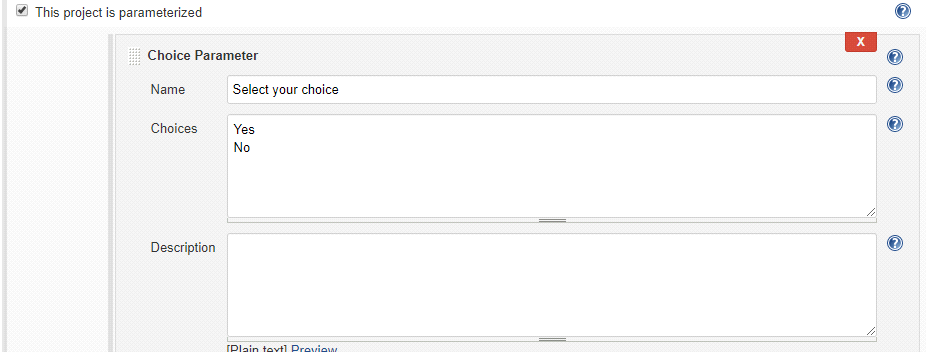 This project is parameterized
X
Choice Parameter
Name
Select your choice
Choices
Yes
No
Description
[Plain text] Preview